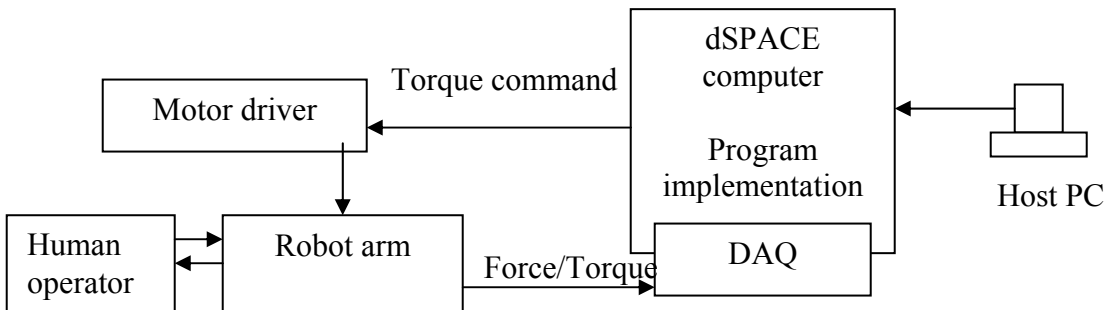 dSPACE
computer
Torque command
Motor driver
Program
implementation
Host PC
Human
operator
Robot arm
DAQ
Force/Torque